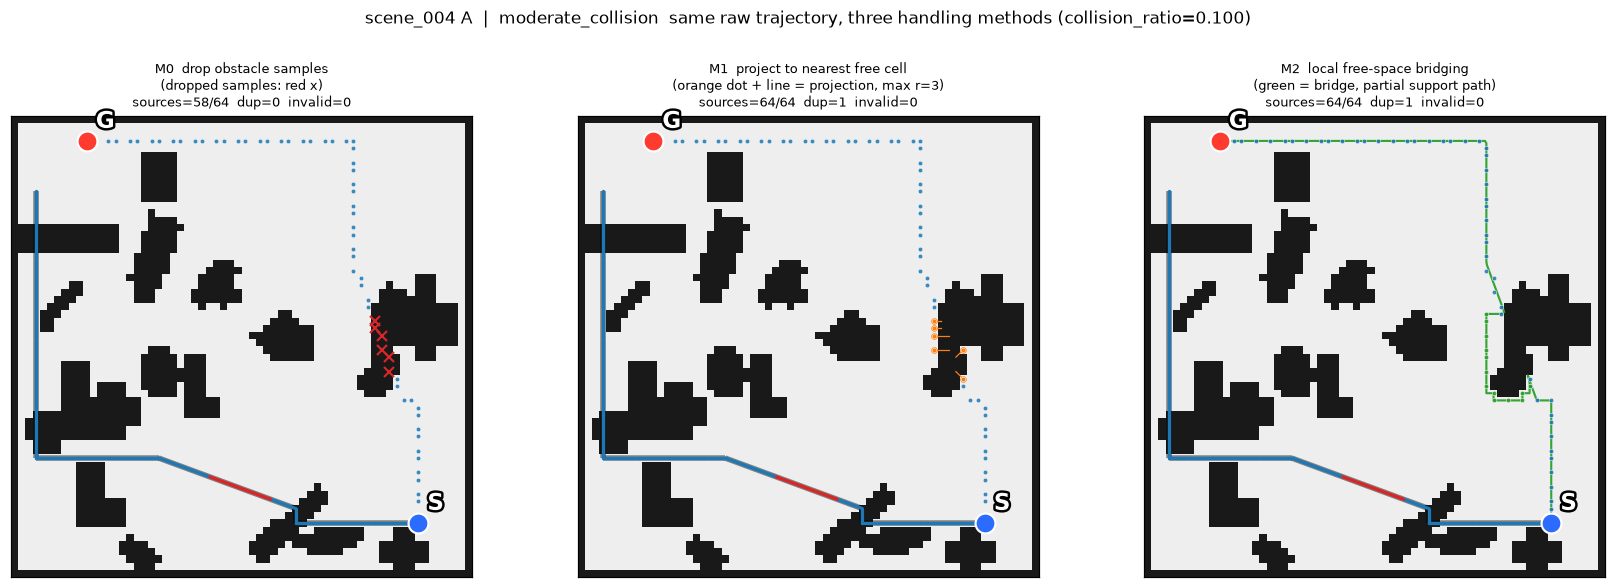 scene_004 A | moderate_collision same raw trajectory, three handling methods (collision_ratio=0.100)
M0 drop obstacle samples
(dropped samples: red x)
sources=58/64 dup=0 invalid=0
M1 project to nearest free cell
(orange dot + line = projection, max r=3)
sources=64/64 dup=1 invalid=0
M2 local free-space bridging
(green = bridge, partial support path)
sources=64/64 dup=1 invalid=0
G
G
G
S
S
S